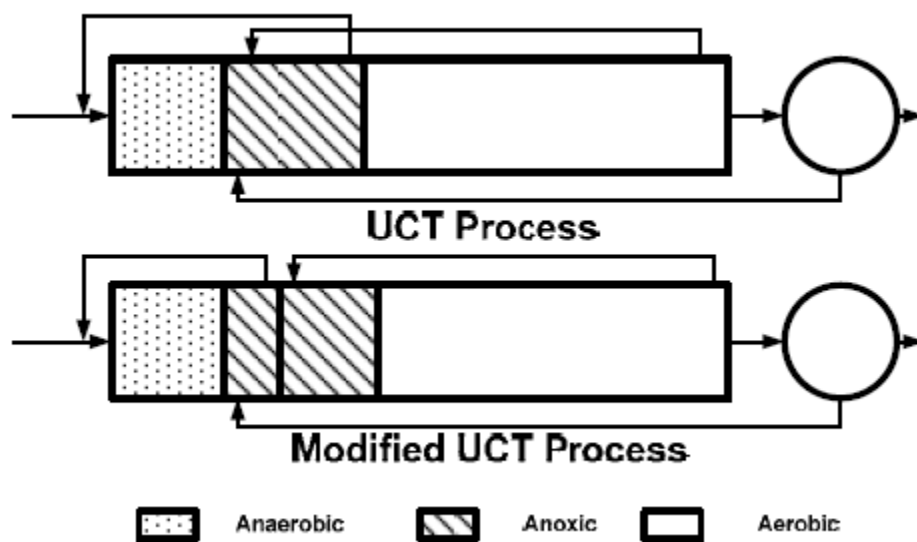 UCT Process
Modified UCT Process
Anaerobic Anoxic Aerobic